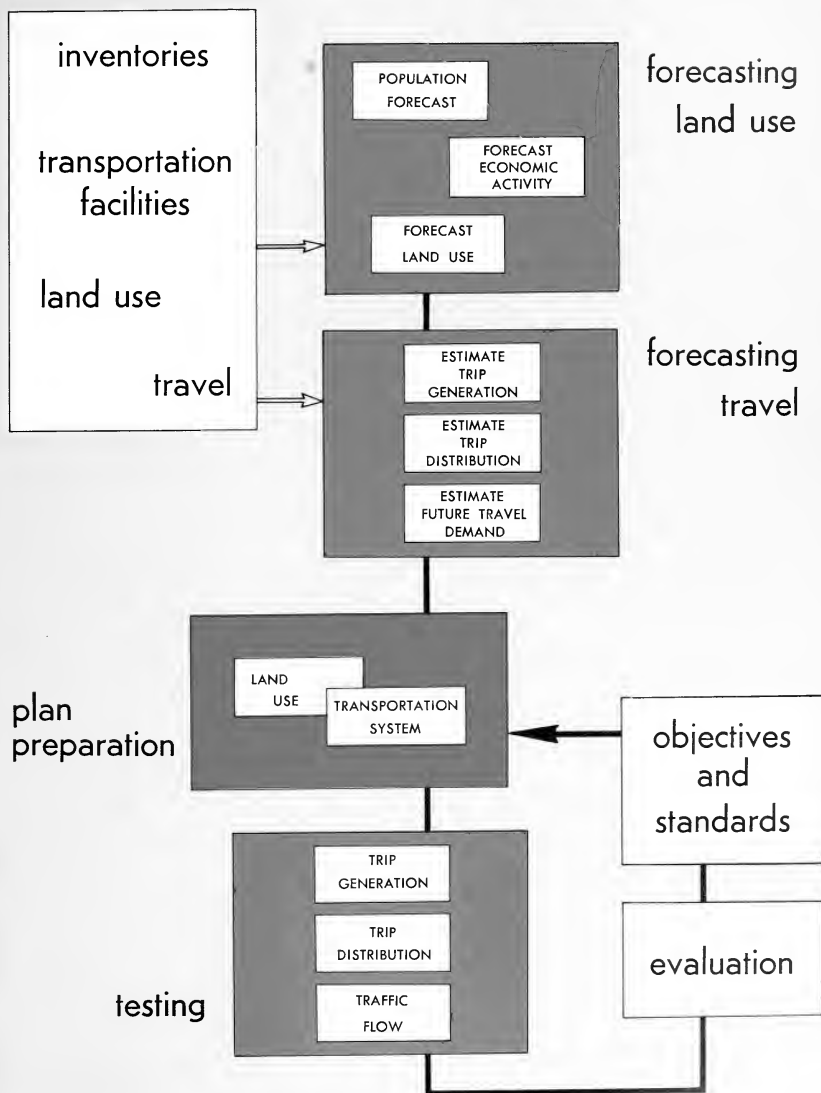 inventories
transportation
facilities
land use
travel
POPULATION
FORECAST
FORECAST
ECONOMIC
ACTIVITY
FORECAST
LAND USE
forecasting
land use
ESTIMATE
TRIP
GENERATION
ESTIMATE
TRIP
DISTRIBUTION
ESTIMATE
FUTURE TRAVEL
DEMAND
forecasting
travel
plan
preparation
LAND
USE
TRANSPORTATION
SYSTEM
objectives
and
standards
testing
TRIP
GENERATION
TRIP
DISTRIBUTION
TRAFFIC
FLOW
evaluation